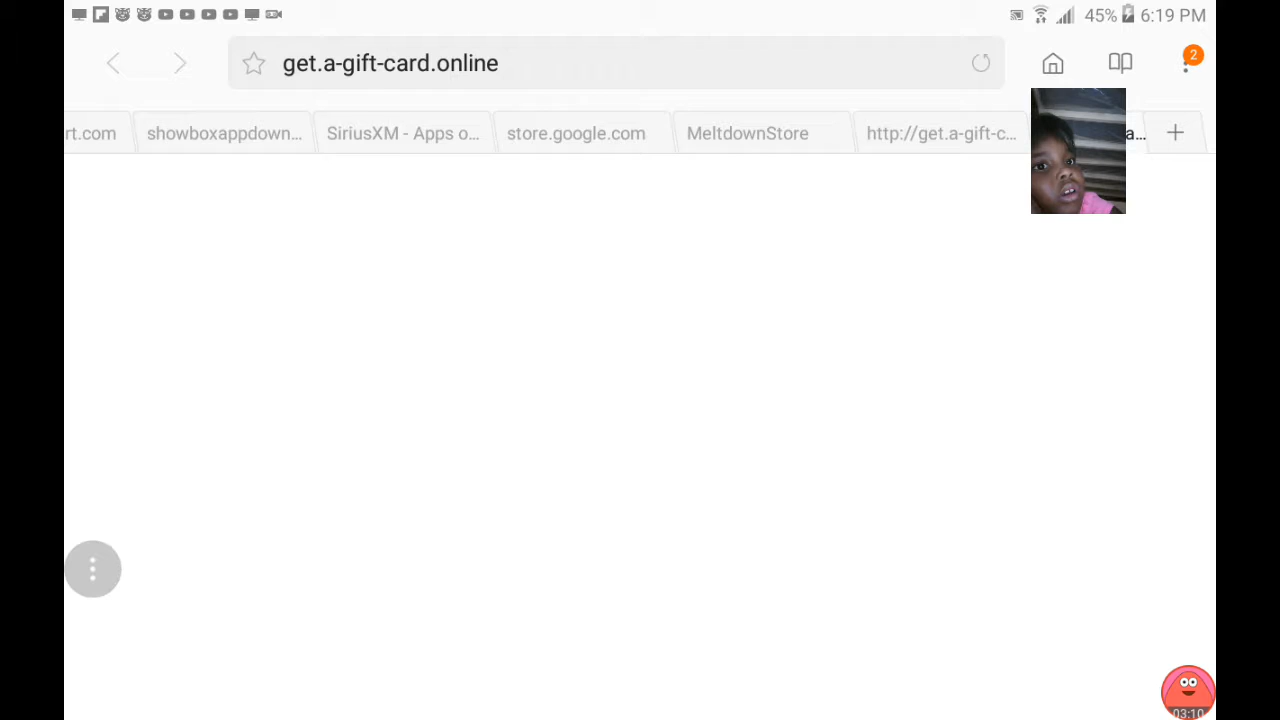 45% 6:19 PM
get.a-gift-card.online
2
rt.com showboxappdown... SiriusXM - Apps o... store.google.com MeltdownStore http://get.a-gift-c... a...
03:10